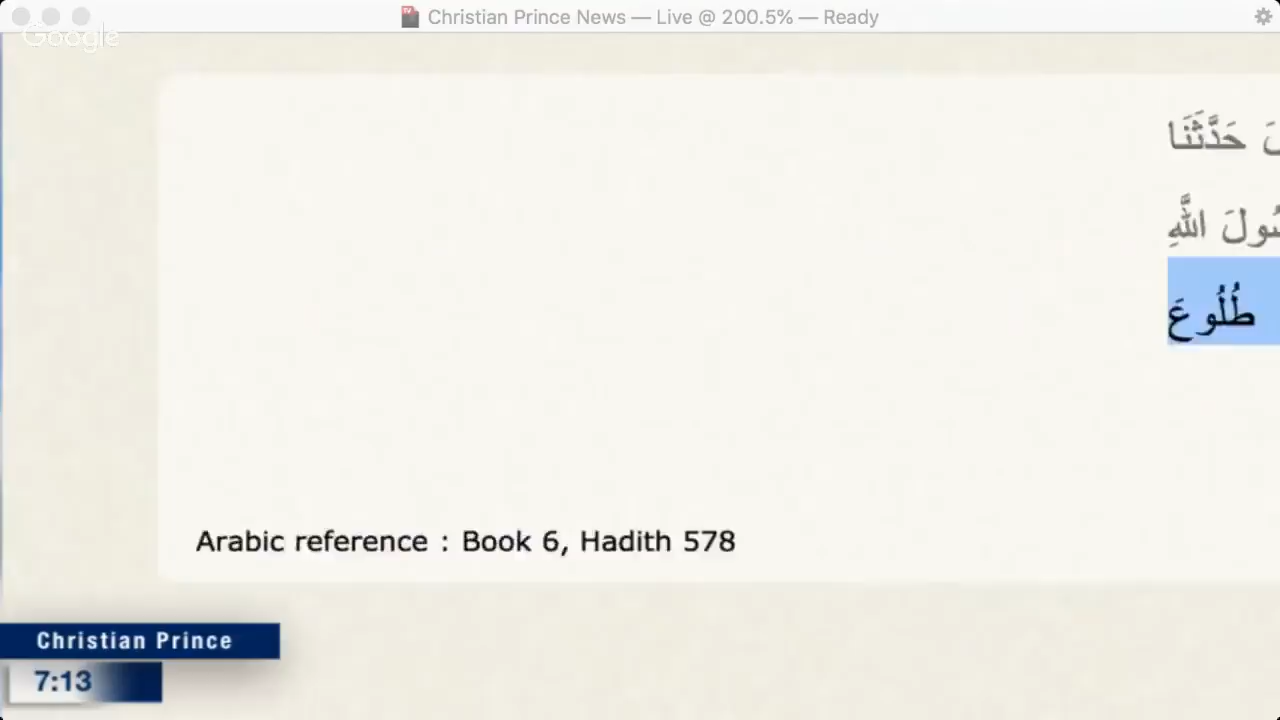 Christian Prince News — Live @ 200.5% — Ready
Google
حَدَّثَنَا
اللَّهِ
طُلُوعَ
Arabic reference : Book 6, Hadith 578
Christian Prince
7:13